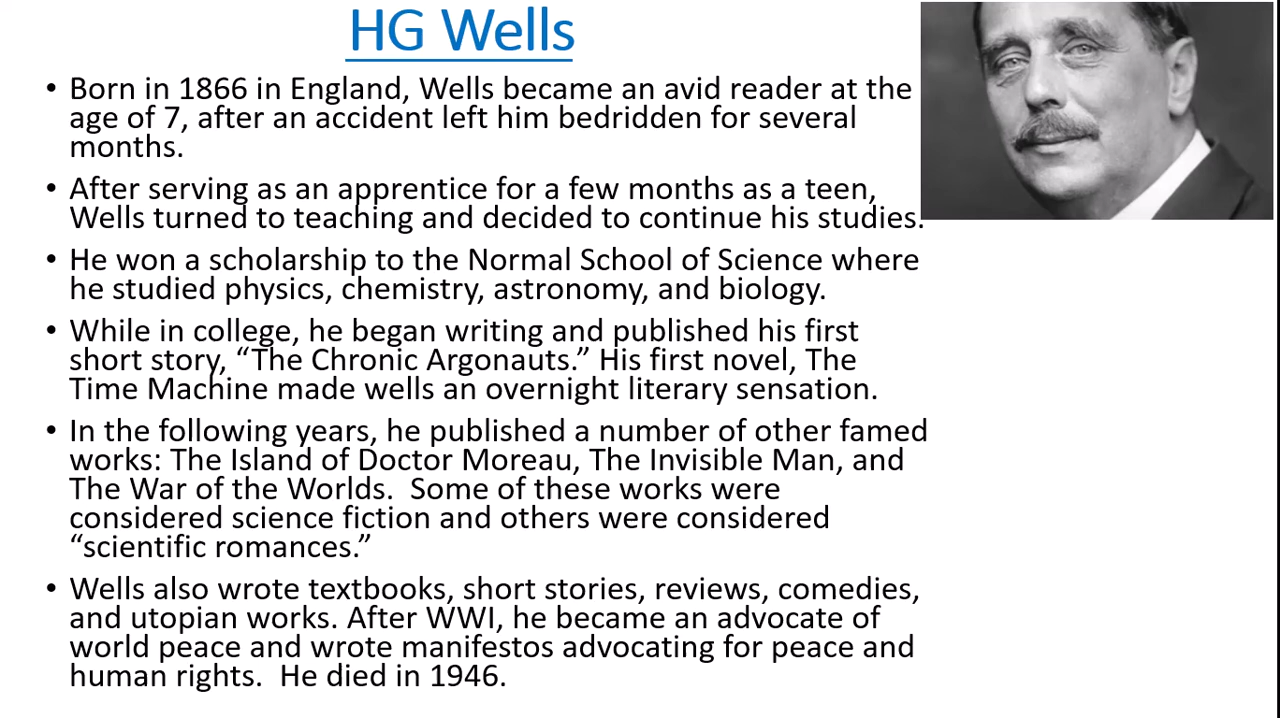 HG Wells
• Born in 1866 in England, Wells became an avid reader at the
age of 7, after an accident left him bedridden for several
months.
• After serving as an apprentice for a few months as a teen,
Wells turned to teaching and decided to continue his studies.
• He won a scholarship to the Normal School of Science where
he studied physics, chemistry, astronomy, and biology.
• While in college, he began writing and published his first
short story, “The Chronic Argonauts.” His first novel, The
Time Machine made wells an overnight literary sensation.
• In the following years, he published a number of other famed
works: The Island of Doctor Moreau, The Invisible Man, and
The War of the Worlds.  Some of these works were
considered science fiction and others were considered
“scientific romances.”
• Wells also wrote textbooks, short stories, reviews, comedies,
and utopian works. After WWI, he became an advocate of
world peace and wrote manifestos advocating for peace and
human rights.  He died in 1946.